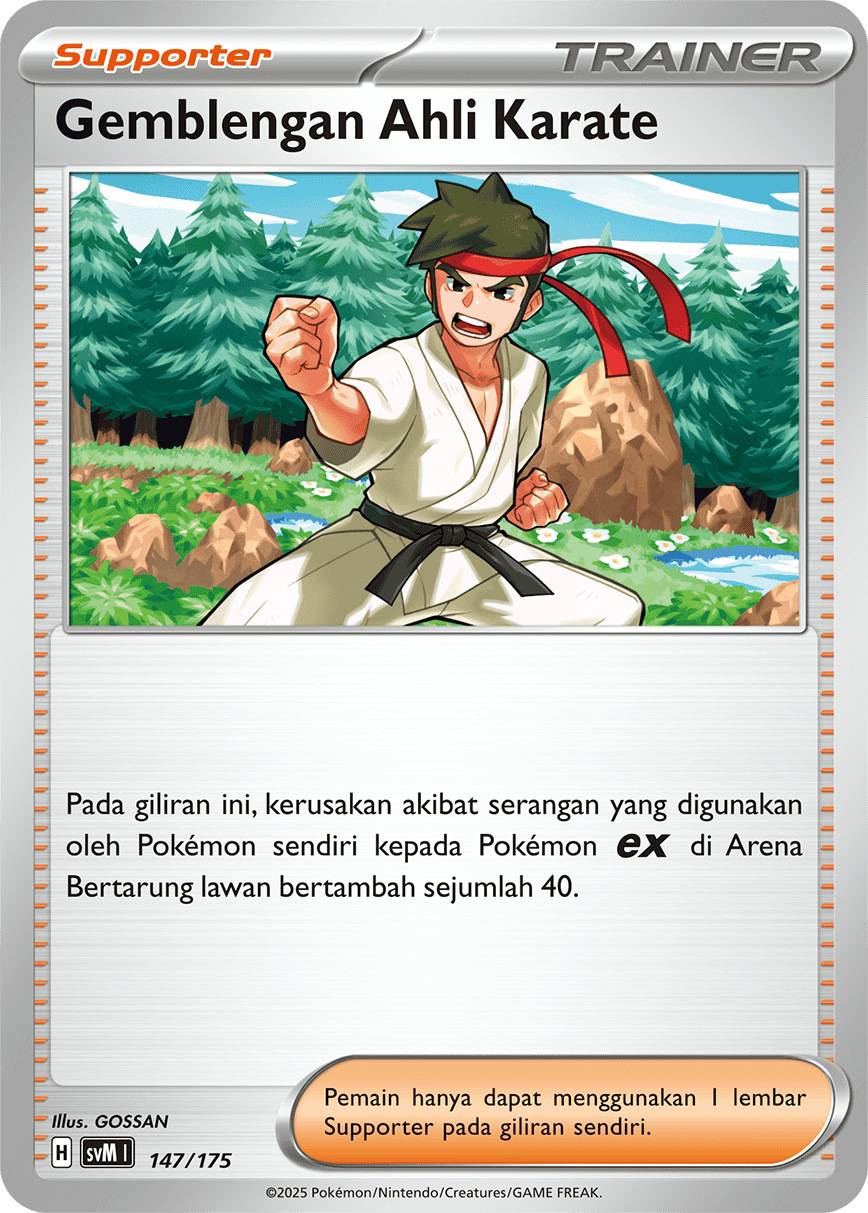 Supporter
TRAINER
Gemblengan Ahli Karate
Pada giliran ini, kerusakan akibat serangan yang digunakan
oleh Pokémon sendiri kepada Pokémon ex di Arena
Bertarung lawan bertambah sejumlah 40.
Pemain hanya dapat menggunakan 1 lembar
Supporter pada giliran sendiri.
Illus. GOSSAN
H svM I 147/175
©2025 Pokémon/Nintendo/Creatures/GAME FREAK.